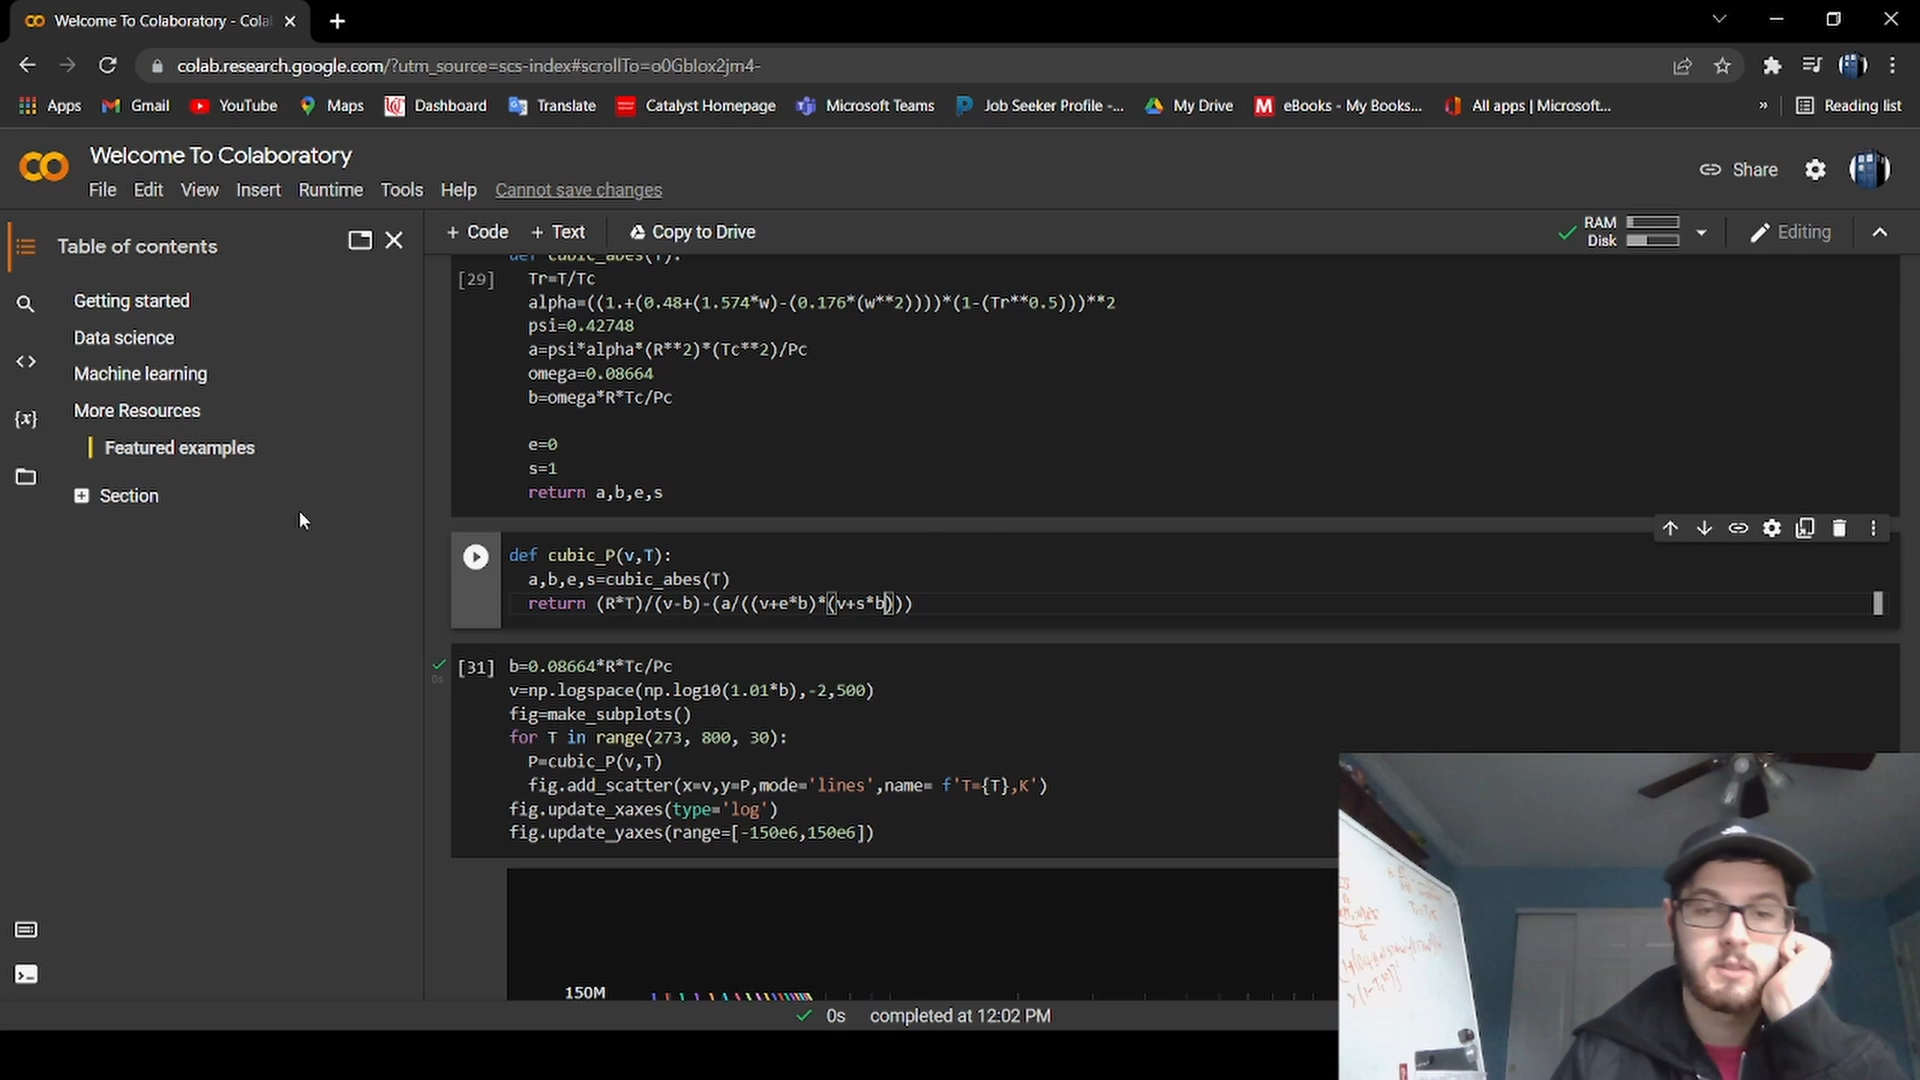 Welcome To Colaboratory - Cola
colab.research.google.com/?utm_source=scs-index#scrollTo=o0Gblox2jm4-
Apps Gmail YouTube Maps Dashboard Translate Catalyst Homepage Microsoft Teams Job Seeker Profile -... My Drive eBooks - My Books... All apps | Microsoft... » Reading list
Welcome To Colaboratory
File Edit View Insert Runtime Tools Help Cannot save changes
Share
+ Code + Text Copy to Drive
RAM
Disk
Editing
Table of contents
Getting started
Data science
Machine learning
More Resources
Featured examples
Section
def cubic_abes(T):
[29] Tr=T/Tc
alpha=((1.+(0.48+(1.574*w)-(0.176*(w**2))))*(1-(Tr**0.5)))**2
psi=0.42748
a=psi*alpha*(R**2)*(Tc**2)/Pc
omega=0.08664
b=omega*R*Tc/Pc
e=0
s=1
return a,b,e,s
def cubic_P(v,T):
a,b,e,s=cubic_abes(T)
return (R*T)/(v-b)-(a/((v+e*b)*(v+s*b)))
[31] b=0.08664*R*Tc/Pc
0s
v=np.logspace(np.log10(1.01*b),-2,500)
fig=make_subplots()
for T in range(273, 800, 30):
P=cubic_P(v,T)
fig.add_scatter(x=v,y=P,mode='lines',name= f'T={T},K')
fig.update_xaxes(type='log')
fig.update_yaxes(range=[-150e6,150e6])
150M
0s completed at 12:02 PM